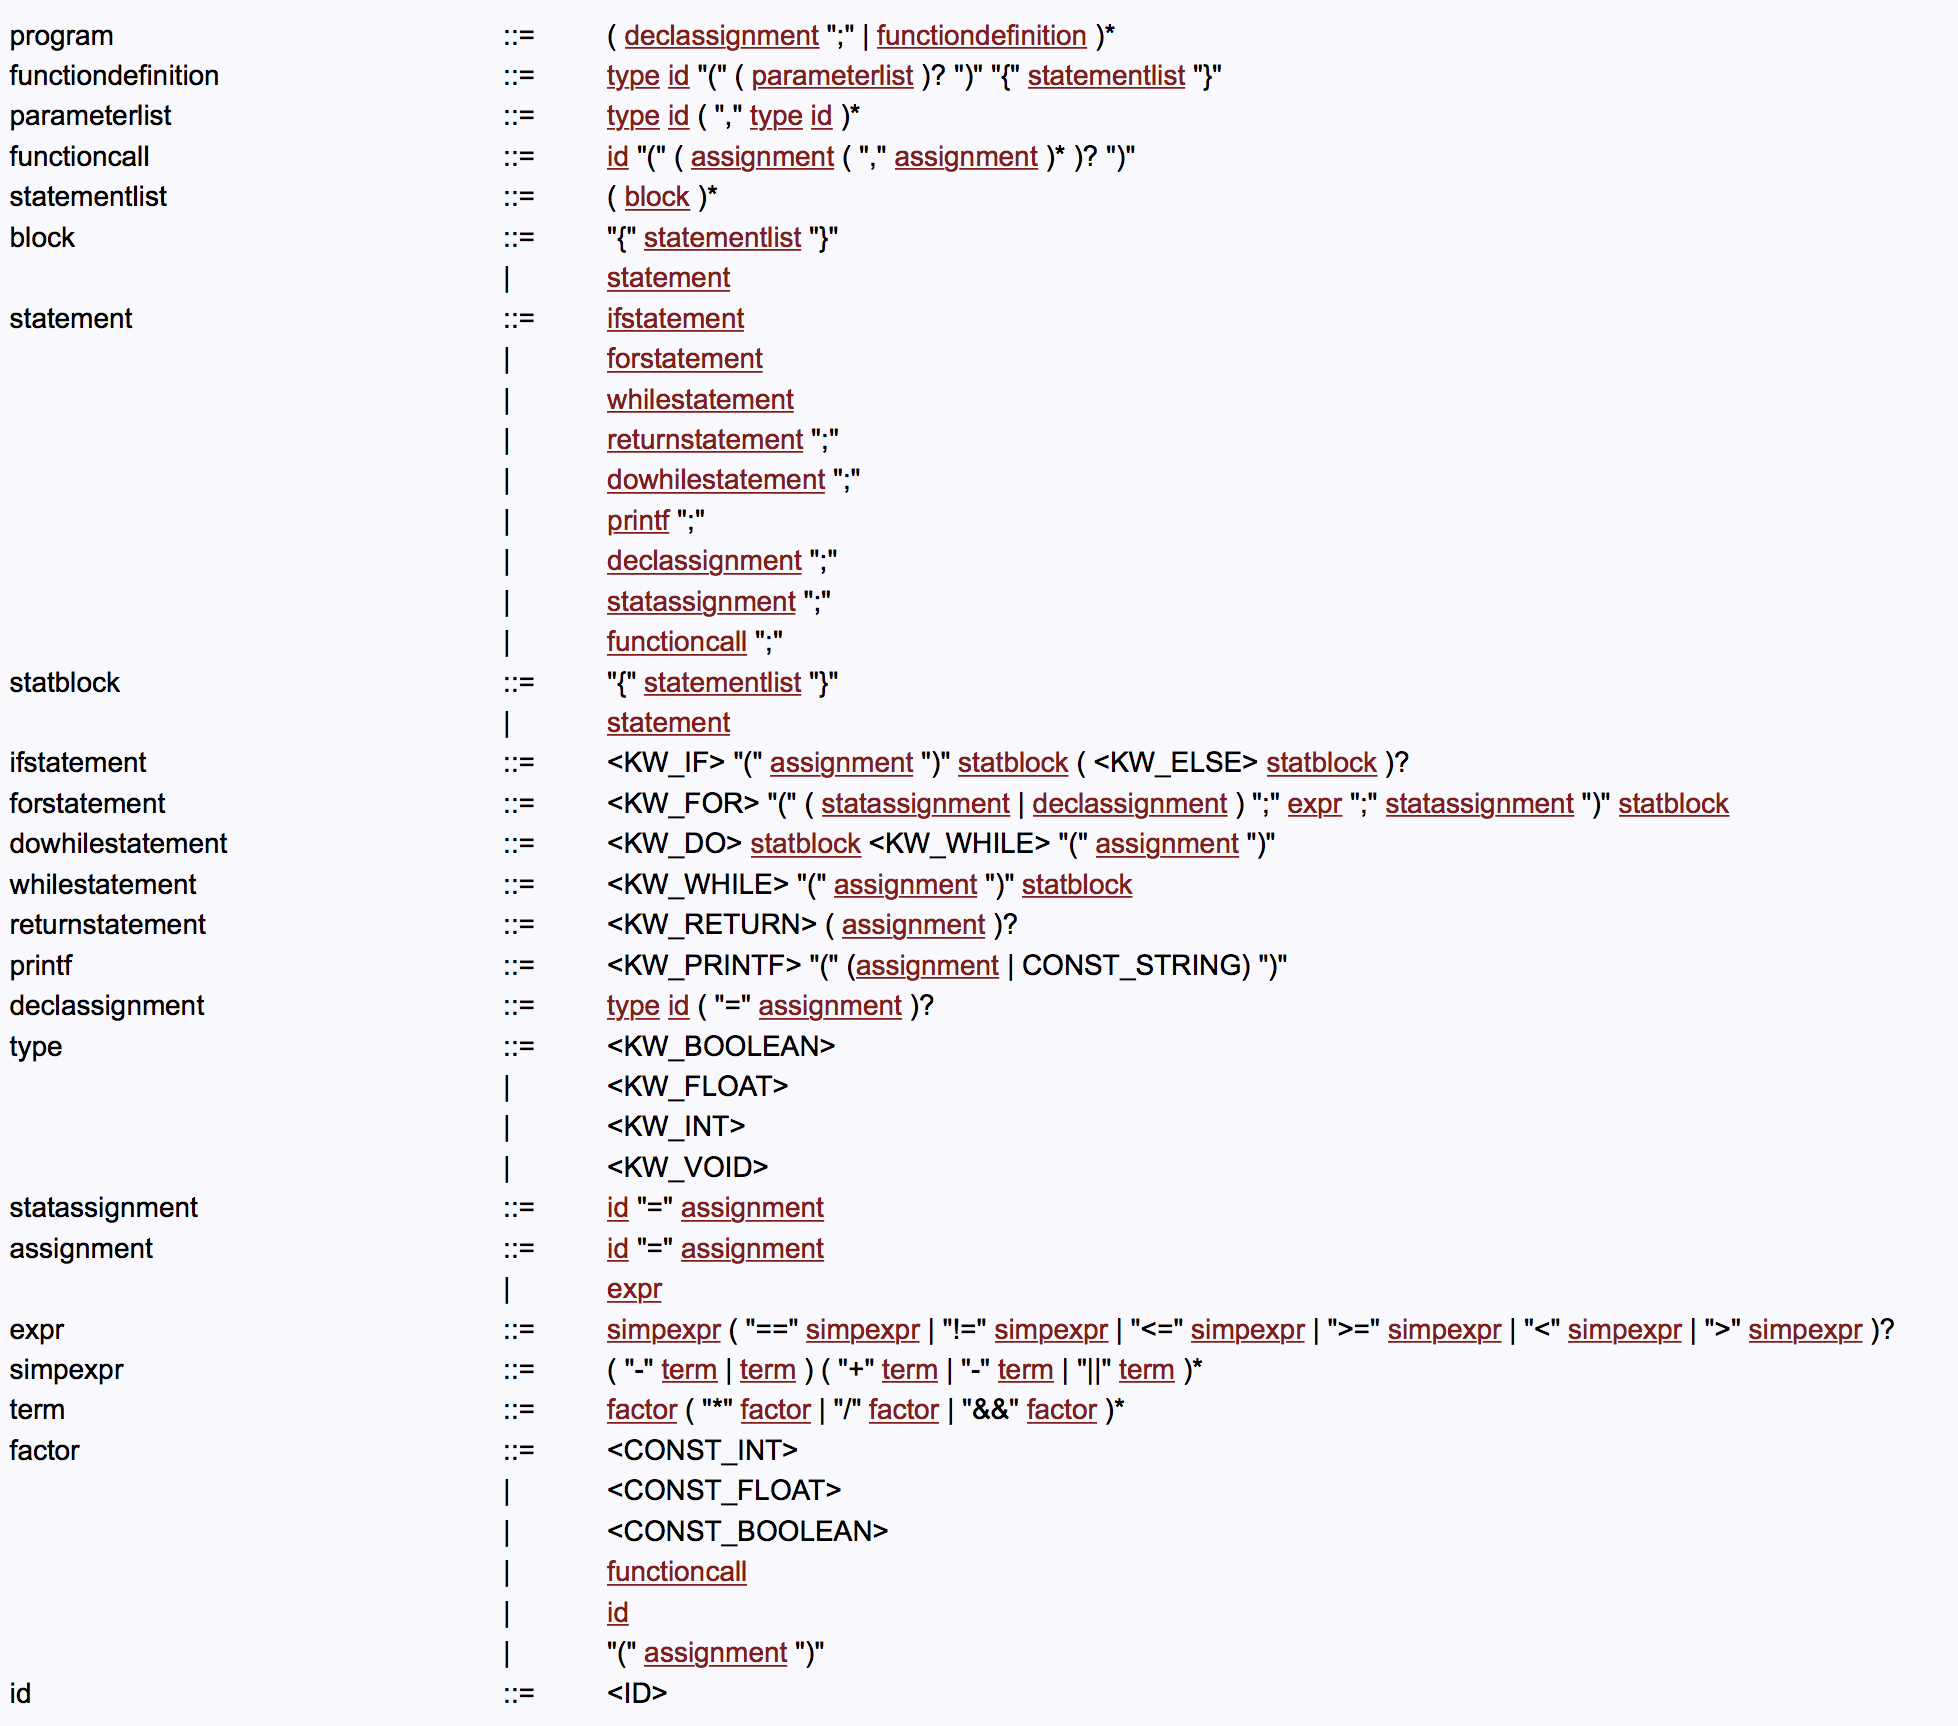 program ::= ( declassignment ";" | functiondefinition )*
functiondefinition ::= type id "(" ( parameterlist )? ")" "{" statementlist "}"
parameterlist ::= type id ( "," type id )*
functioncall ::= id "(" ( assignment ( "," assignment )* )? ")"
statementlist ::= ( block )*
block ::= "{" statementlist "}"
| statement
statement ::= ifstatement
| forstatement
| whilestatement
| returnstatement ";"
| dowhilestatement ";"
| printf ";"
| declassignment ";"
| statassignment ";"
| functioncall ";"
statblock ::= "{" statementlist "}"
| statement
ifstatement ::= <KW_IF> "(" assignment ")" statblock ( <KW_ELSE> statblock )?
forstatement ::= <KW_FOR> "(" ( statassignment | declassignment ) ";" expr ";" statassignment ")" statblock
dowhilestatement ::= <KW_DO> statblock <KW_WHILE> "(" assignment ")"
whilestatement ::= <KW_WHILE> "(" assignment ")" statblock
returnstatement ::= <KW_RETURN> ( assignment )?
printf ::= <KW_PRINTF> "(" (assignment | CONST_STRING) ")"
declassignment ::= type id ( "=" assignment )?
type ::= <KW_BOOLEAN>
| <KW_FLOAT>
| <KW_INT>
| <KW_VOID>
statassignment ::= id "=" assignment
assignment ::= id "=" assignment
| expr
expr ::= simpexpr ( "==" simpexpr | "!=" simpexpr | "<=" simpexpr | ">=" simpexpr | "<" simpexpr | ">" simpexpr )?
simpexpr ::= ( "-" term | term ) ( "+" term | "-" term | "||" term )*
term ::= factor ( "*" factor | "/" factor | "&&" factor )*
factor ::= <CONST_INT>
| <CONST_FLOAT>
| <CONST_BOOLEAN>
| functioncall
| id
| "(" assignment ")"
id ::= <ID>